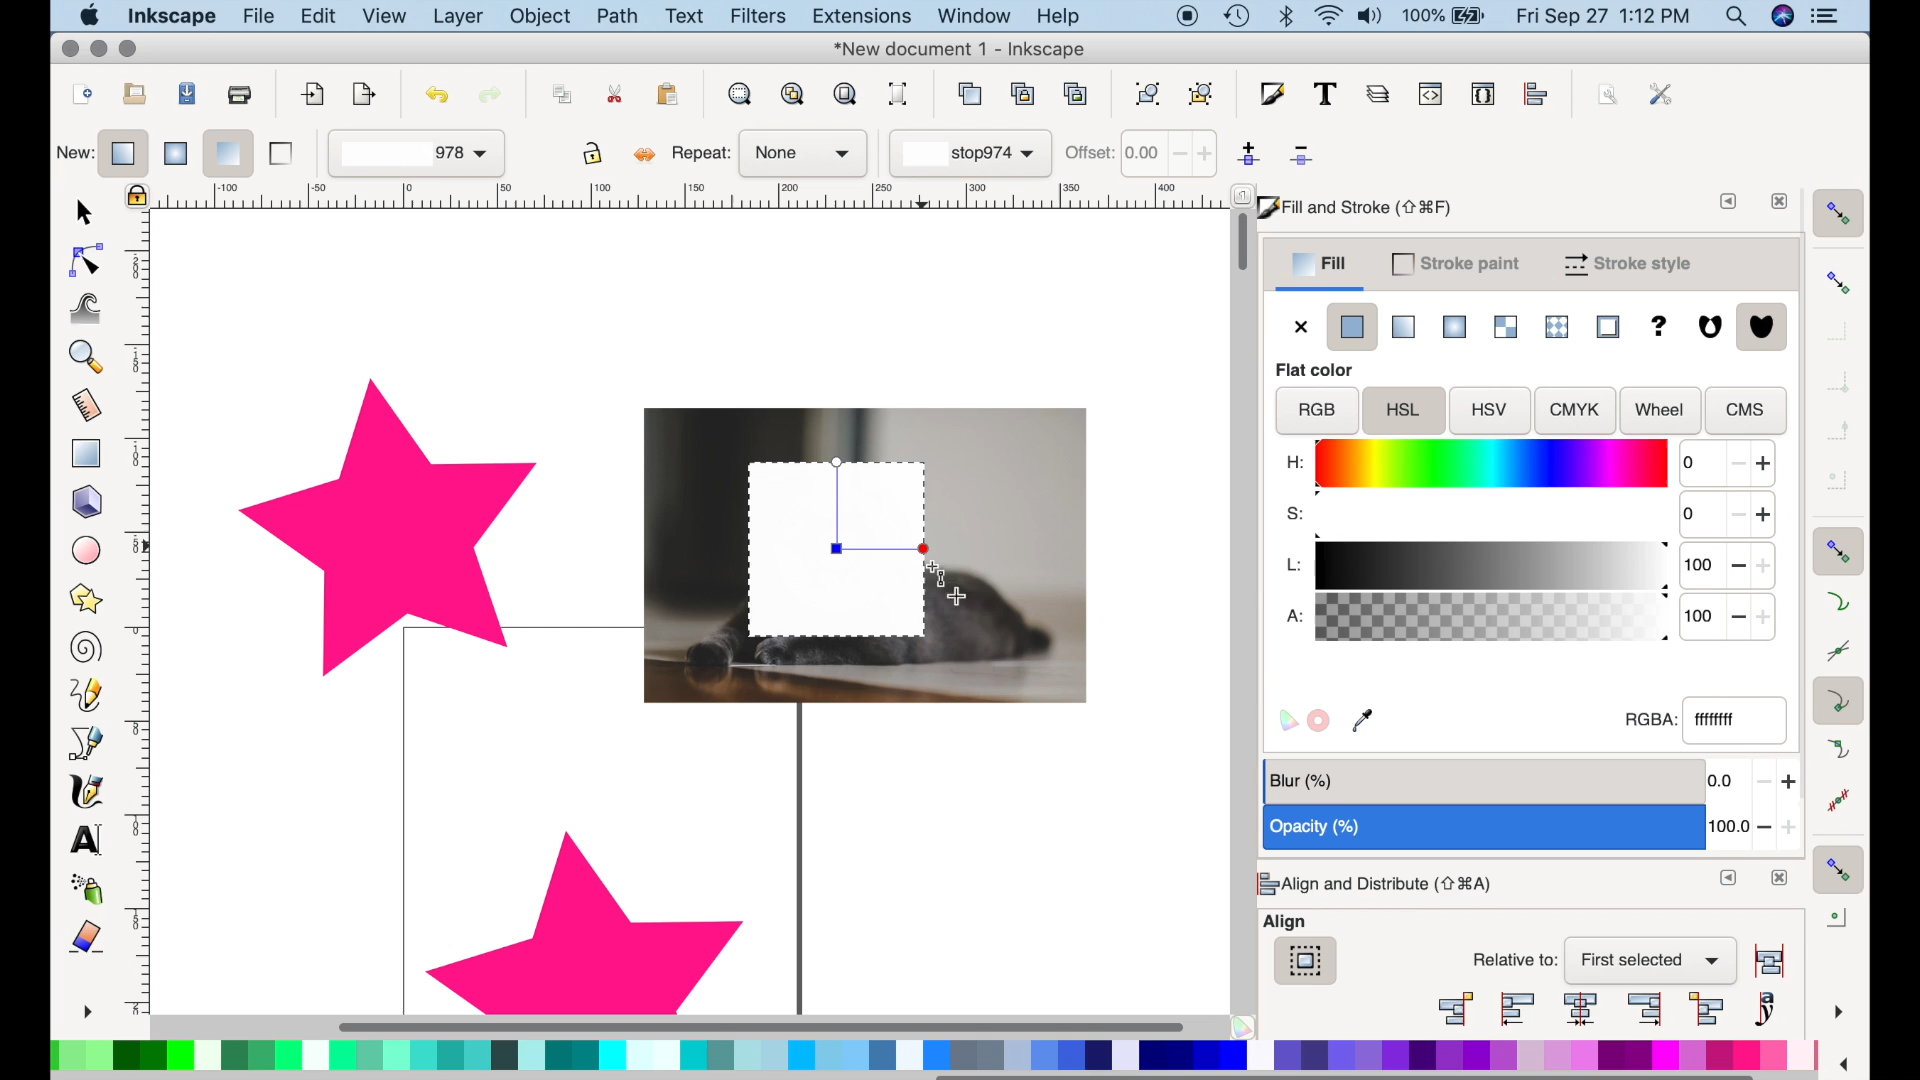 Inkscape File Edit View Layer Object Path Text Filters Extensions Window Help 100% Fri Sep 27 1:12 PM
*New document 1 - Inkscape
New: 978 Repeat: None stop974 Offset: 0.00
-100 -50 0 50 100 150 200 250 300 350 400
Fill and Stroke (⇧⌘F)
Fill Stroke paint Stroke style
Flat color
RGB HSL HSV CMYK Wheel CMS
H: 0
S: 0
L: 100
A: 100
RGBA: ffffffff
Blur (%) 0.0
Opacity (%) 100.0
Align and Distribute (⇧⌘A)
Align
Relative to: First selected